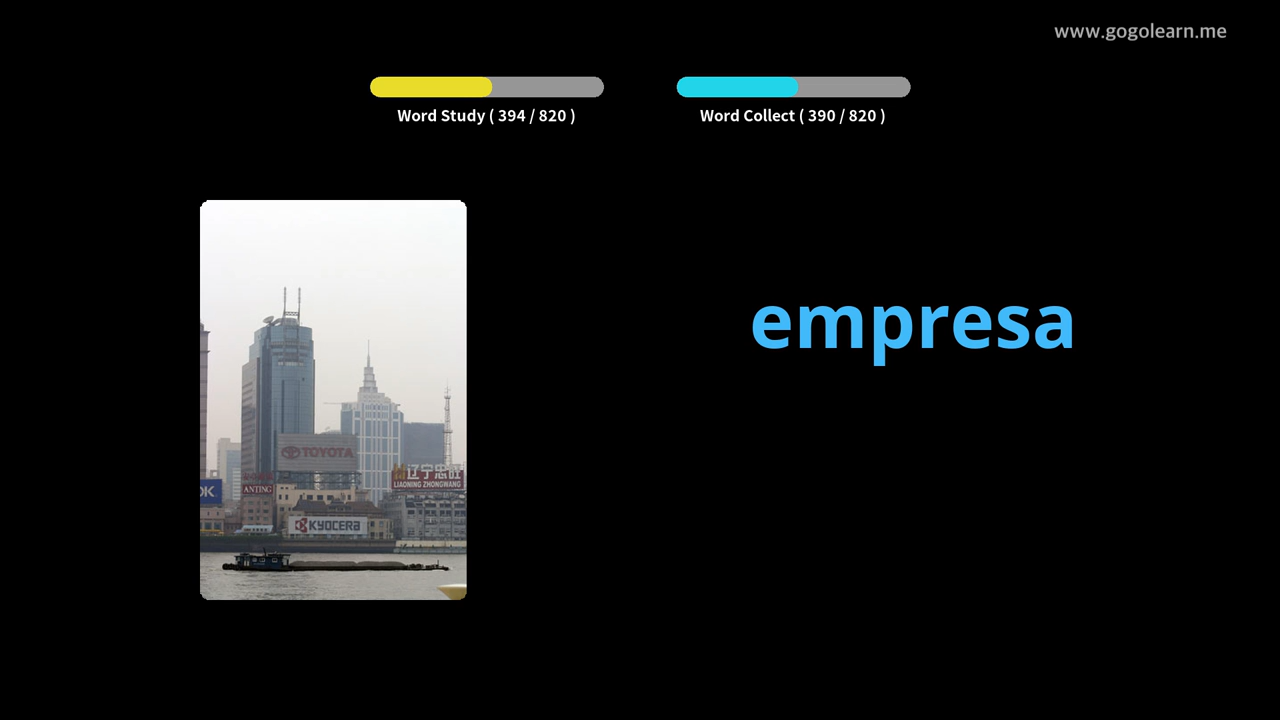 www.gogolearn.me
Word Study ( 394 / 820 )
Word Collect ( 390 / 820 )
empresa
TOYOTA
辽宁忠旺
LIAONING ZHONGWANG
OK
ANTING
KYOCERA